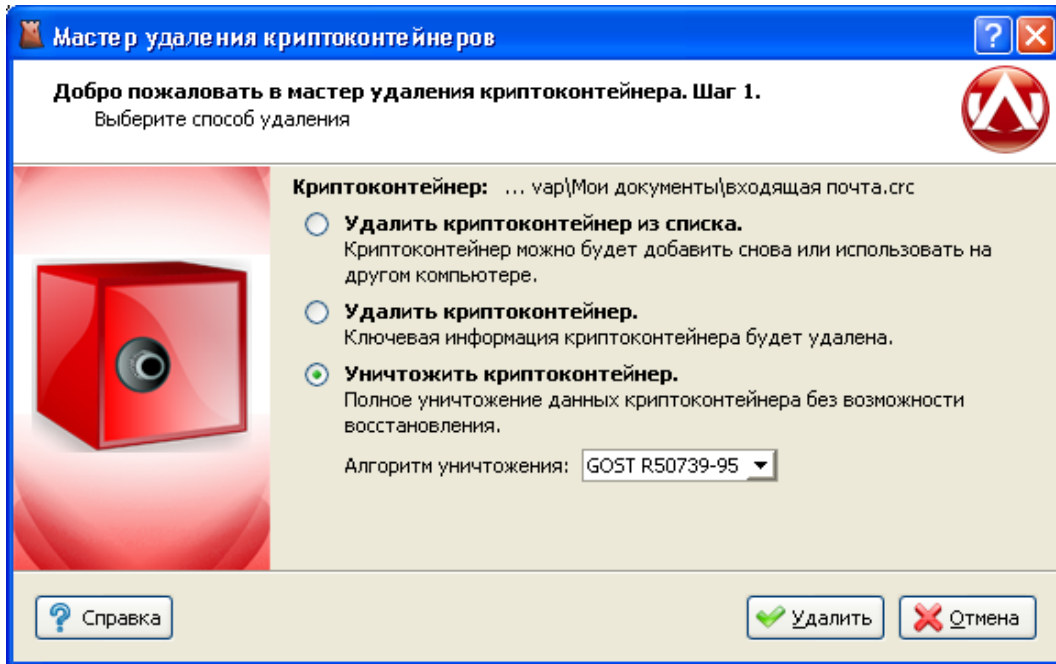 Мастер удаления криптоконтейнеров
Добро пожаловать в мастер удаления криптоконтейнера. Шаг 1.
Выберите способ удаления
Криптоконтейнер: ... vap\Мои документы\входящая почта.crc
Удалить криптоконтейнер из списка.
Криптоконтейнер можно будет добавить снова или использовать на
другом компьютере.
Удалить криптоконтейнер.
Ключевая информация криптоконтейнера будет удалена.
Уничтожить криптоконтейнер.
Полное уничтожение данных криптоконтейнера без возможности
восстановления.
Алгоритм уничтожения: GOST R50739-95
Справка Удалить Отмена